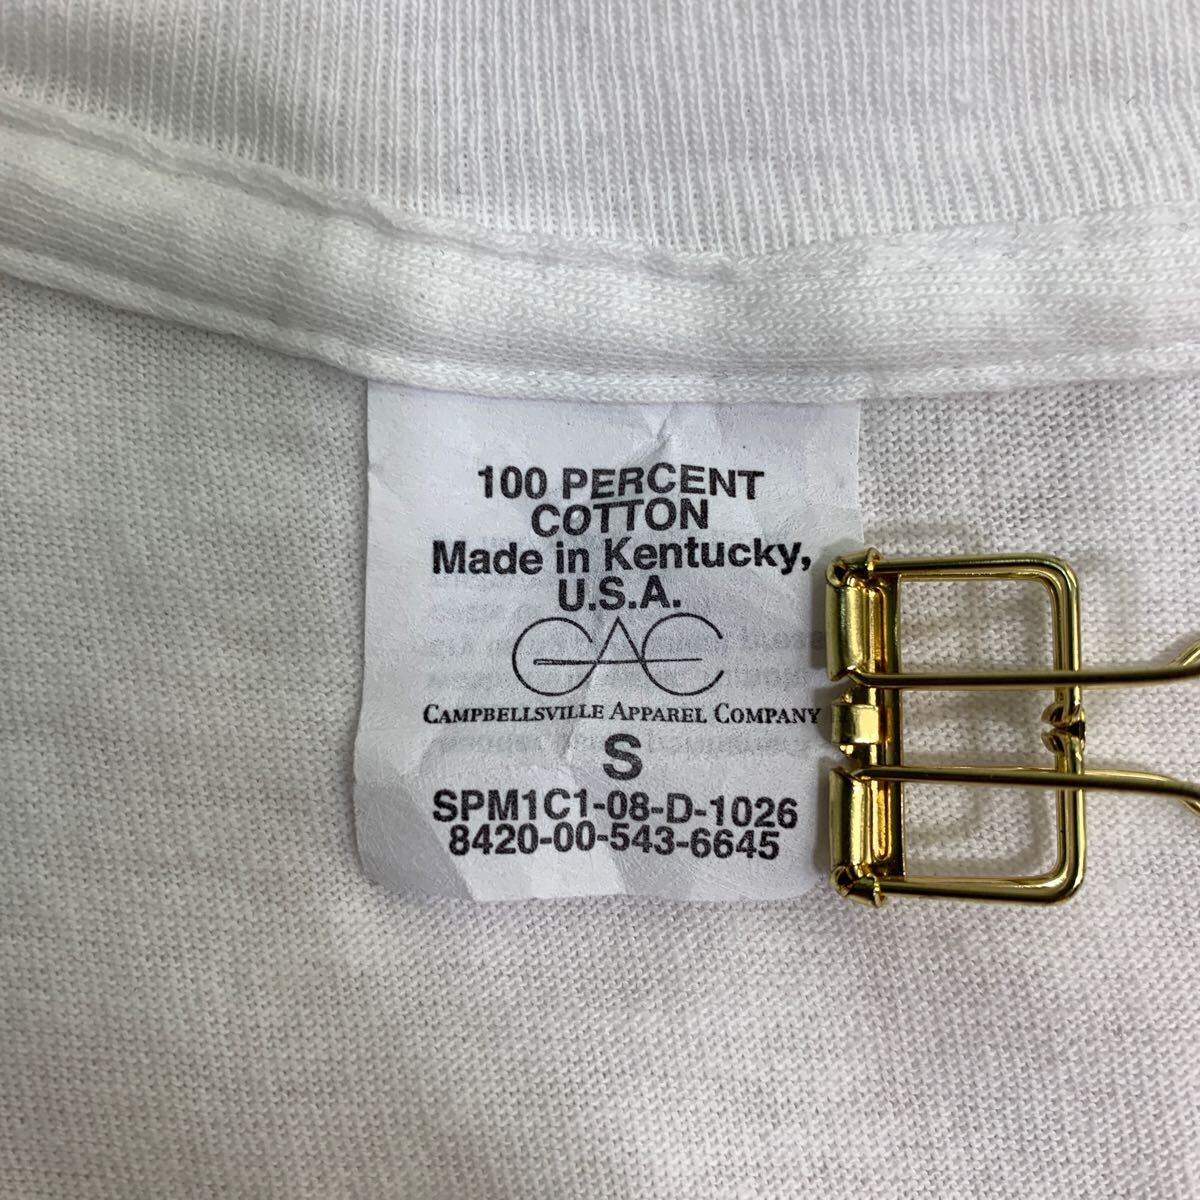 100 PERCENT
COTTON
Made in Kentucky,
U.S.A.
CAC
CAMPBELLSVILLE APPAREL COMPANY
S
SPM1C1-08-D-1026
8420-00-543-6645